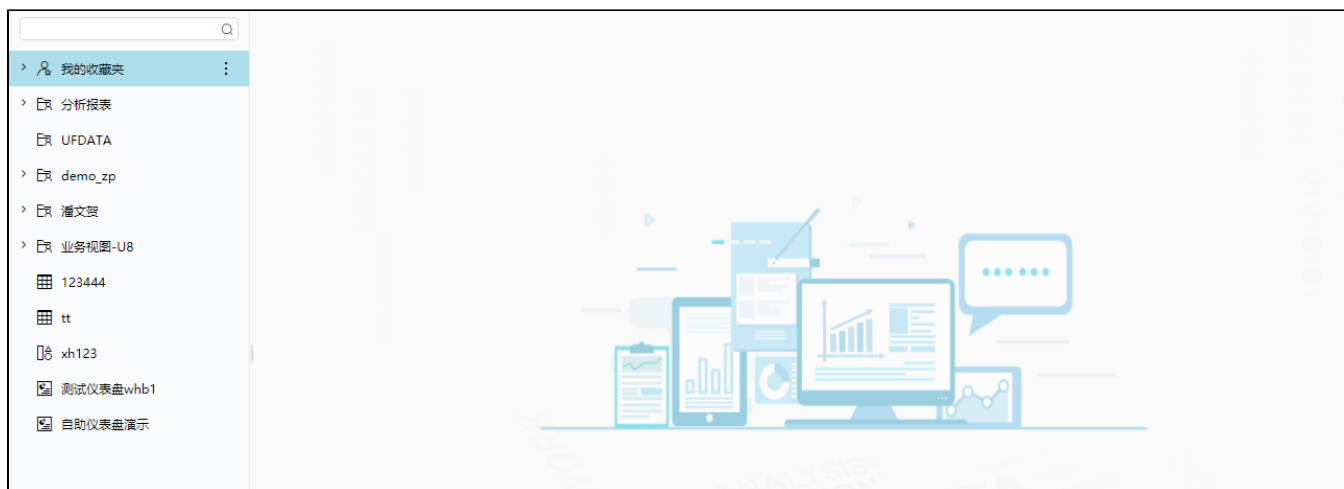 我的收藏夹
分析报表
UFDATA
demo_zp
潘文贺
业务视图-U8
123444
tt
xh123
测试仪表盘whb1
自助仪表盘演示
ANALYSIS